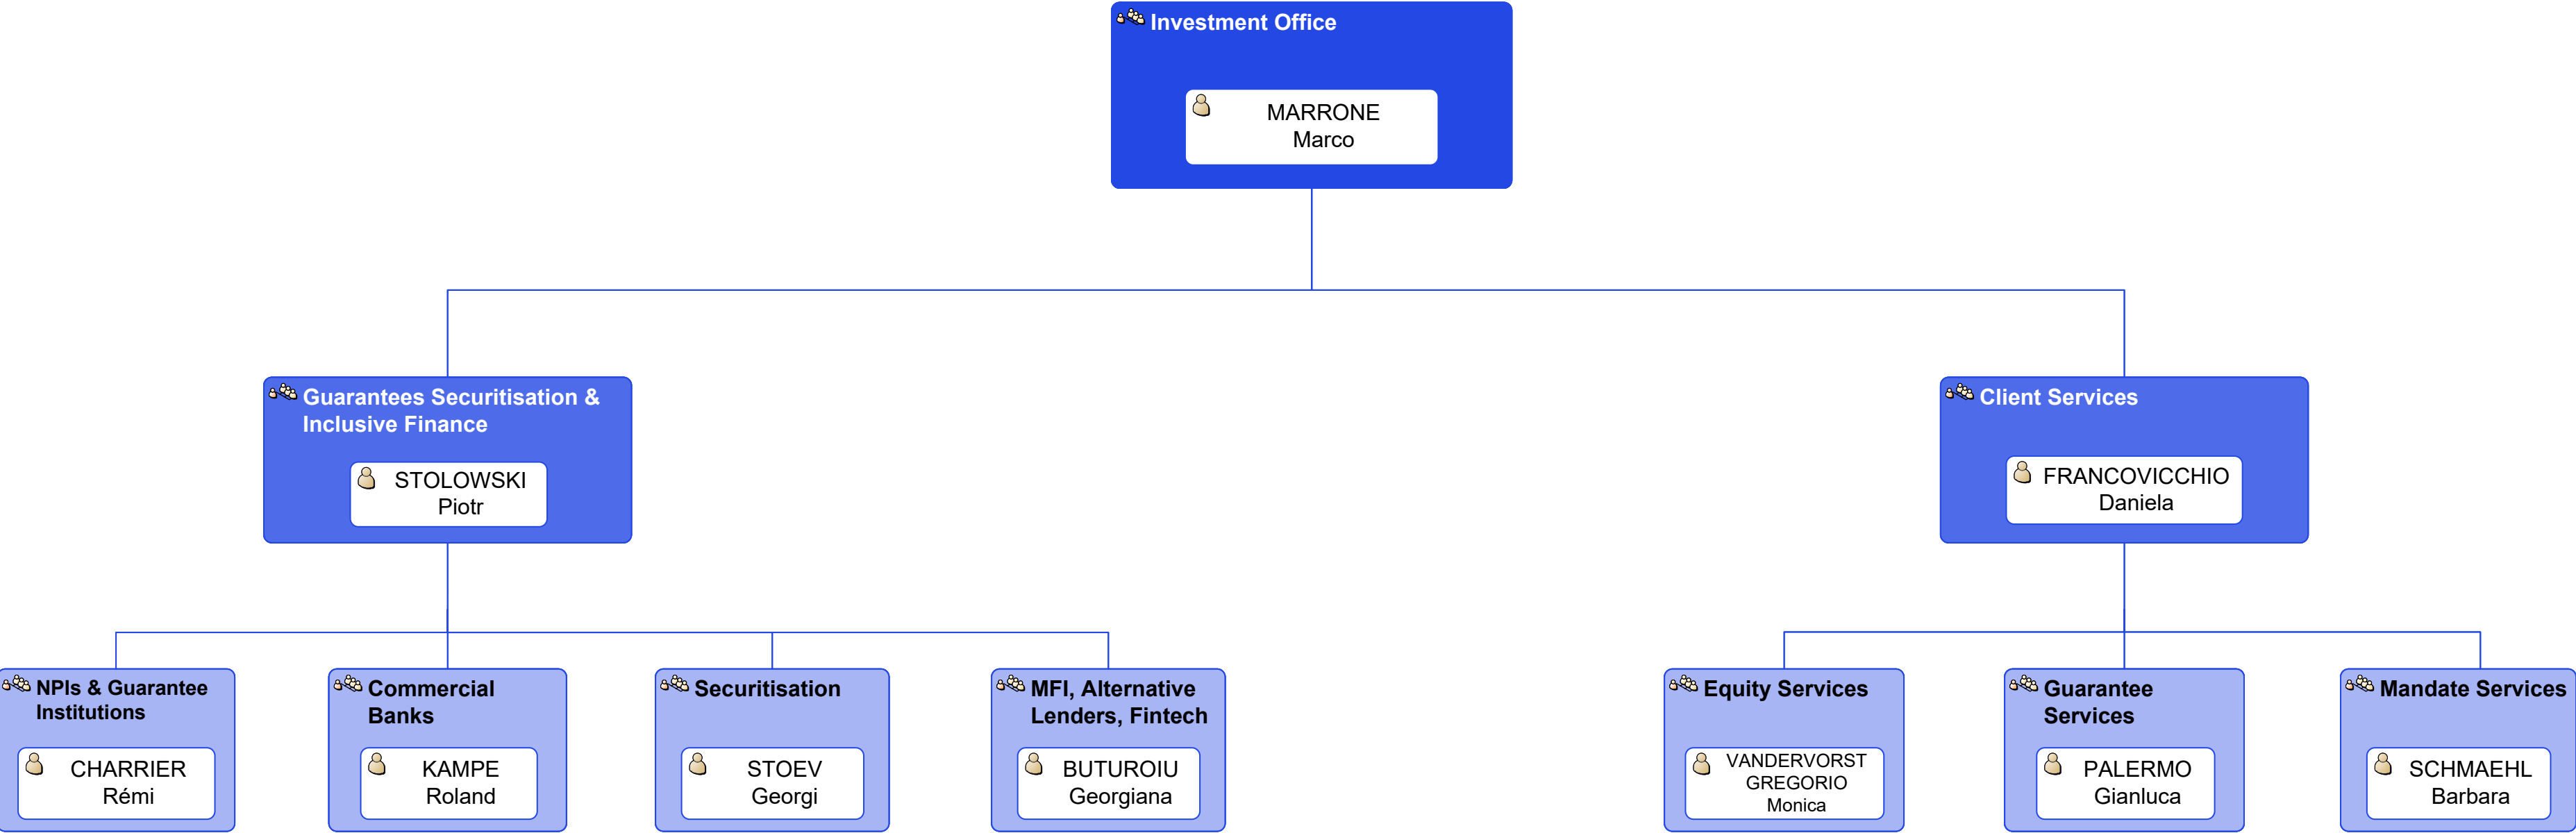 Investment Office
MARRONE
Marco
Guarantees Securitisation &
Inclusive Finance
STOLOWSKI
Piotr
Client Services
FRANCOVICCHIO
Daniela
NPIs & Guarantee
Institutions
CHARRIER
Rémi
Commercial
Banks
KAMPE
Roland
Securitisation
STOEV
Georgi
MFI, Alternative
Lenders, Fintech
BUTUROIU
Georgiana
Equity Services
VANDERVORST
GREGORIO
Monica
Guarantee
Services
PALERMO
Gianluca
Mandate Services
SCHMAEHL
Barbara